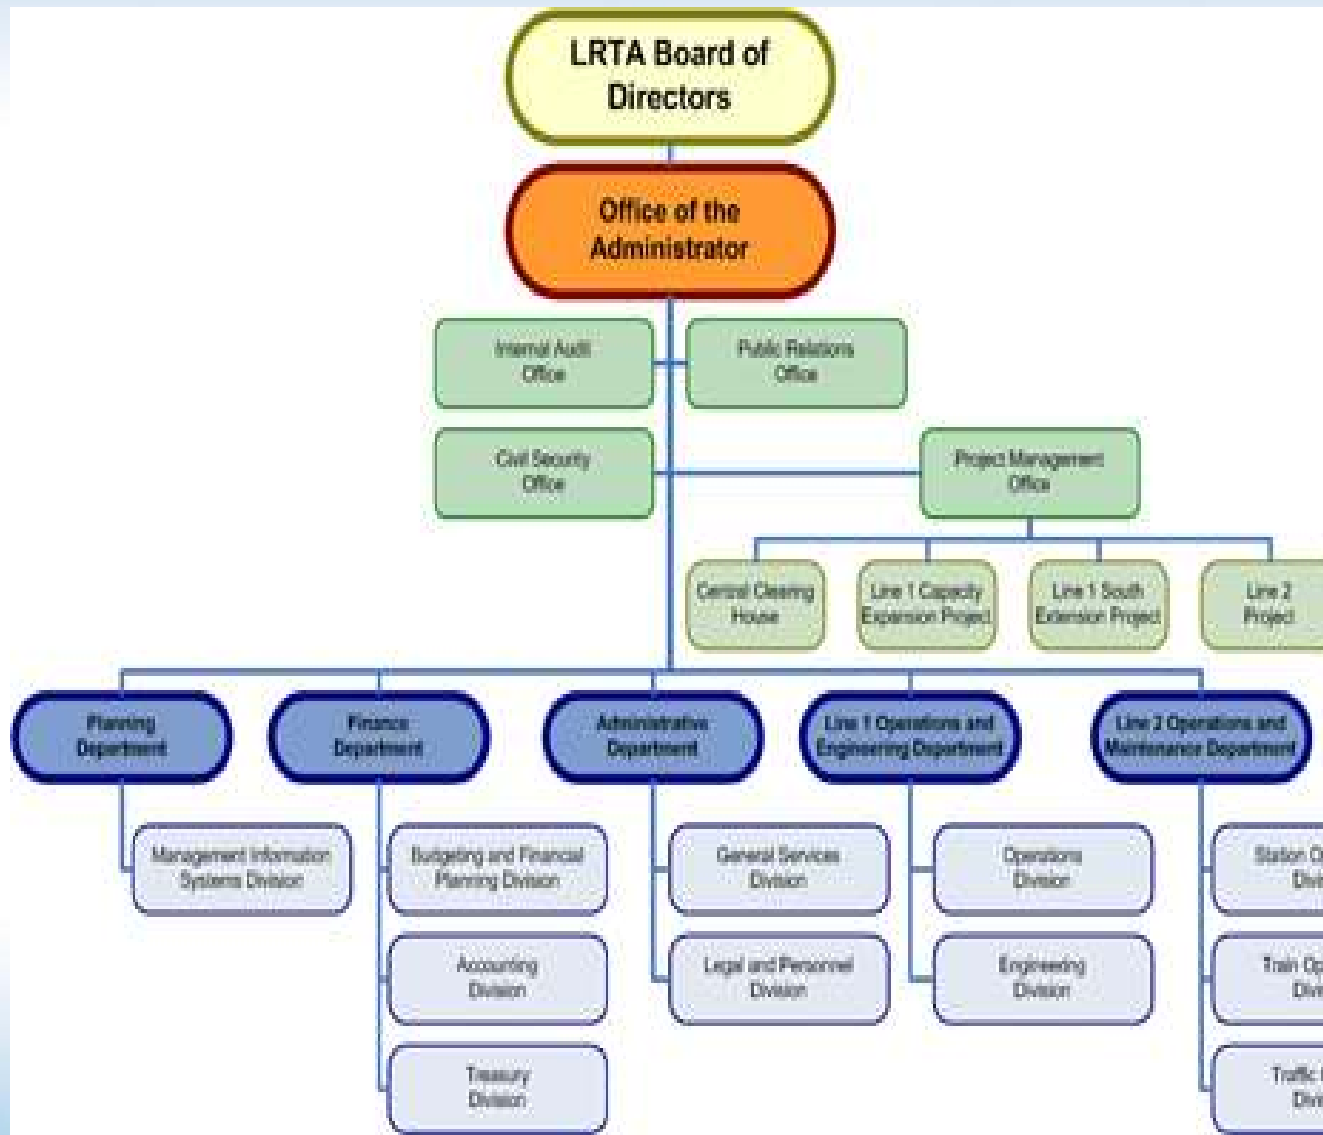 LRTA Board of
Directors
Office of the
Administrator
Internal Audit
Office
Public Relations
Office
Civil Security
Office
Project Management
Office
Central Clearing
House
Line 1 Capacity
Expansion Project
Line 1 South
Extension Project
Line 2
Project
Planning
Department
Finance
Department
Administrative
Department
Line 1 Operations and
Engineering Department
Line 2 Operations and
Maintenance Department
Management Information
Systems Division
Budgeting and Financial
Planning Division
Accounting
Division
Treasury
Division
General Services
Division
Legal and Personnel
Division
Operations
Division
Engineering
Division
Station
Train
Traffic